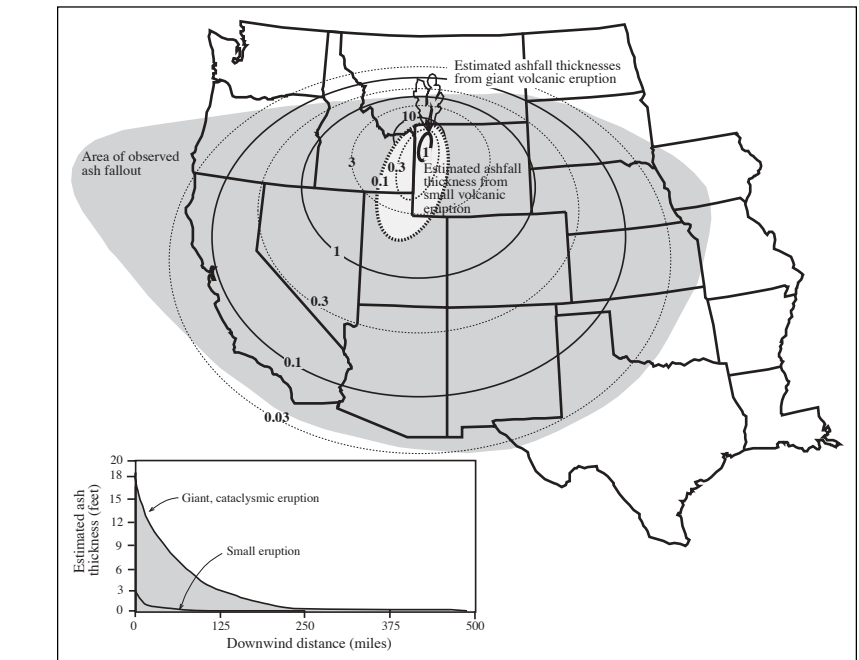 Estimated ashfall thicknesses
from giant volcanic eruption
10
Area of observed
ash fallout
3
0.3
1
0.1
Estimated ashfall
thickness from
small volcanic
eruption
1
0.3
0.1
0.03
Estimated ash
thickness (feet)
20
18
15
12
9
6
3
0
Giant, cataclysmic eruption
Small eruption
0
125
250
375
500
Downwind distance (miles)